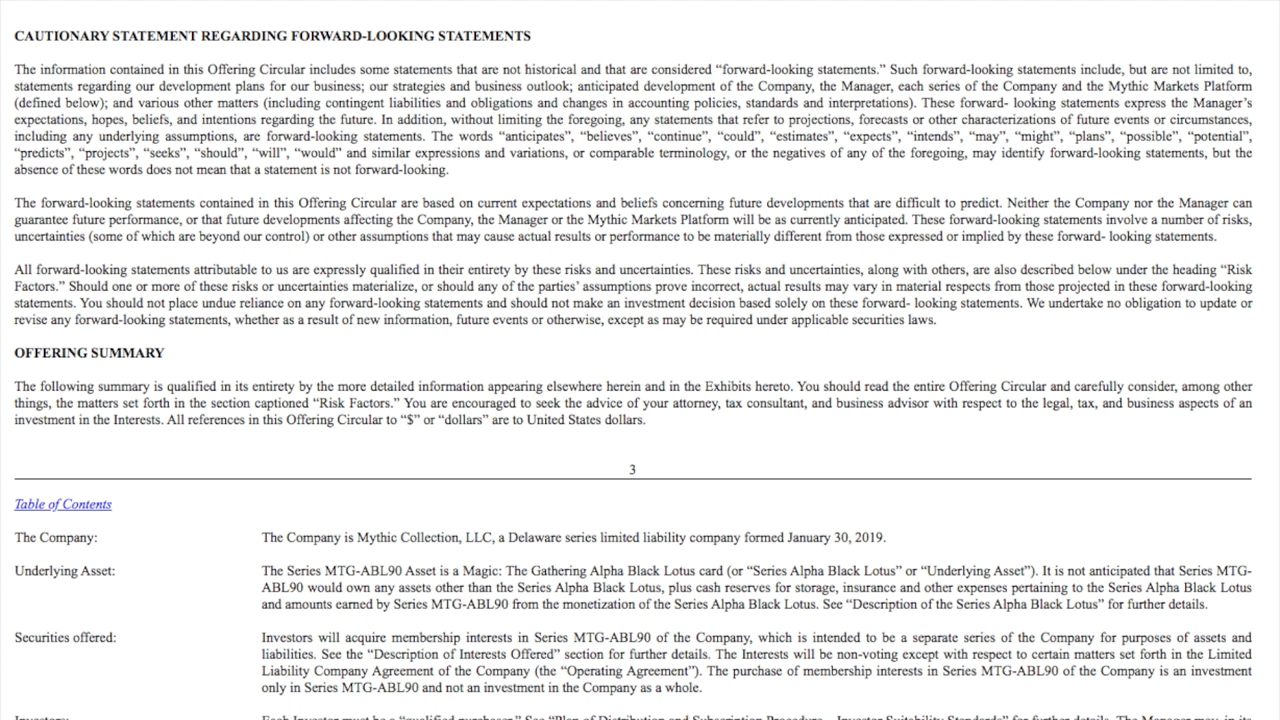 CAUTIONARY STATEMENT REGARDING FORWARD-LOOKING STATEMENTS
The information contained in this Offering Circular includes some statements that are not historical and that are considered “forward-looking statements.” Such forward-looking statements include, but are not limited to,
statements regarding our development plans for our business; our strategies and business outlook; anticipated development of the Company, the Manager, each series of the Company and the Mythic Markets Platform
(defined below); and various other matters (including contingent liabilities and obligations and changes in accounting policies, standards and interpretations). These forward- looking statements express the Manager’s
expectations, hopes, beliefs, and intentions regarding the future. In addition, without limiting the foregoing, any statements that refer to projections, forecasts or other characterizations of future events or circumstances,
including any underlying assumptions, are forward-looking statements. The words “anticipates”, “believes”, “continue”, “could”, “estimates”, “expects”, “intends”, “may”, “might”, “plans”, “possible”, “potential”,
“predicts”, “projects”, “seeks”, “should”, “will”, “would” and similar expressions and variations, or comparable terminology, or the negatives of any of the foregoing, may identify forward-looking statements, but the
absence of these words does not mean that a statement is not forward-looking.
The forward-looking statements contained in this Offering Circular are based on current expectations and beliefs concerning future developments that are difficult to predict. Neither the Company nor the Manager can
guarantee future performance, or that future developments affecting the Company, the Manager or the Mythic Markets Platform will be as currently anticipated. These forward-looking statements involve a number of risks,
uncertainties (some of which are beyond our control) or other assumptions that may cause actual results or performance to be materially different from those expressed or implied by these forward- looking statements.
All forward-looking statements attributable to us are expressly qualified in their entirety by these risks and uncertainties. These risks and uncertainties, along with others, are also described below under the heading “Risk
Factors.” Should one or more of these risks or uncertainties materialize, or should any of the parties’ assumptions prove incorrect, actual results may vary in material respects from those projected in these forward-looking
statements. You should not place undue reliance on any forward-looking statements and should not make an investment decision based solely on these forward- looking statements. We undertake no obligation to update or
revise any forward-looking statements, whether as a result of new information, future events or otherwise, except as may be required under applicable securities laws.
OFFERING SUMMARY
The following summary is qualified in its entirety by the more detailed information appearing elsewhere herein and in the Exhibits hereto. You should read the entire Offering Circular and carefully consider, among other
things, the matters set forth in the section captioned “Risk Factors.” You are encouraged to seek the advice of your attorney, tax consultant, and business advisor with respect to the legal, tax, and business aspects of an
investment in the Interests. All references in this Offering Circular to “$” or “dollars” are to United States dollars.
3
Table of Contents
The Company: The Company is Mythic Collection, LLC, a Delaware series limited liability company formed January 30, 2019.
Underlying Asset: The Series MTG-ABL90 Asset is a Magic: The Gathering Alpha Black Lotus card (or “Series Alpha Black Lotus” or “Underlying Asset”). It is not anticipated that Series MTG-
ABL90 would own any assets other than the Series Alpha Black Lotus, plus cash reserves for storage, insurance and other expenses pertaining to the Series Alpha Black Lotus
and amounts earned by Series MTG-ABL90 from the monetization of the Series Alpha Black Lotus. See “Description of the Series Alpha Black Lotus” for further details.
Securities offered: Investors will acquire membership interests in Series MTG-ABL90 of the Company, which is intended to be a separate series of the Company for purposes of assets and
liabilities. See the “Description of Interests Offered” section for further details. The Interests will be non-voting except with respect to certain matters set forth in the Limited
Liability Company Agreement of the Company (the “Operating Agreement”). The purchase of membership interests in Series MTG-ABL90 of the Company is an investment
only in Series MTG-ABL90 and not an investment in the Company as a whole.
Each Investor must be a “qualified purchaser.” See “Plan of Distribution and Subscription Procedure – Investor Suitability Standards” for further details. The Manager may, in its